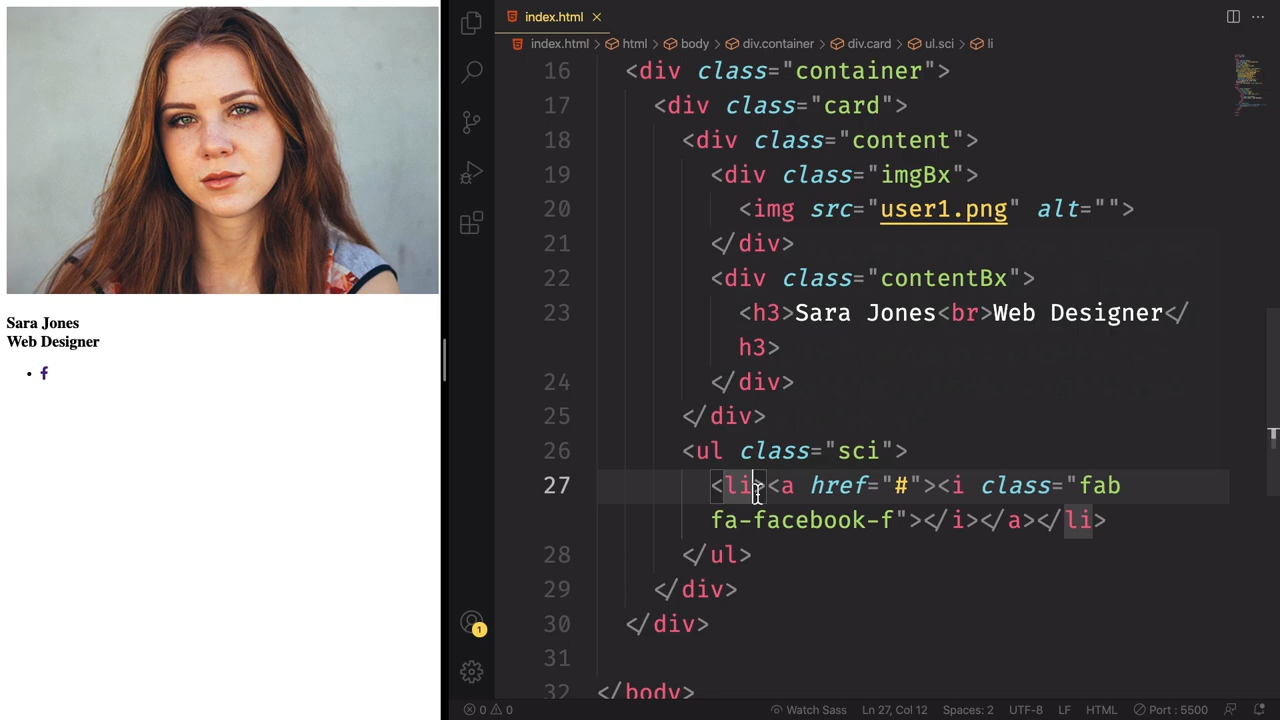 Sara Jones
Web Designer
index.html
index.html > html > body > div.container > div.card > ul.sci > li
16 <div class="container">
17 <div class="card">
18 <div class="content">
19 <div class="imgBx">
20 <img src="user1.png" alt="">
21 </div>
22 <div class="contentBx">
23 <h3>Sara Jones<br>Web Designer</
h3>
24 </div>
25 </div>
26 <ul class="sci">
27 <li><a href="#"><i class="fab
fa-facebook-f"></i></a></li>
28 </ul>
29 </div>
30 </div>
31
32 </body>
1
0 0 Watch Sass Ln 27, Col 12 Spaces: 2 UTF-8 LF HTML Port : 5500